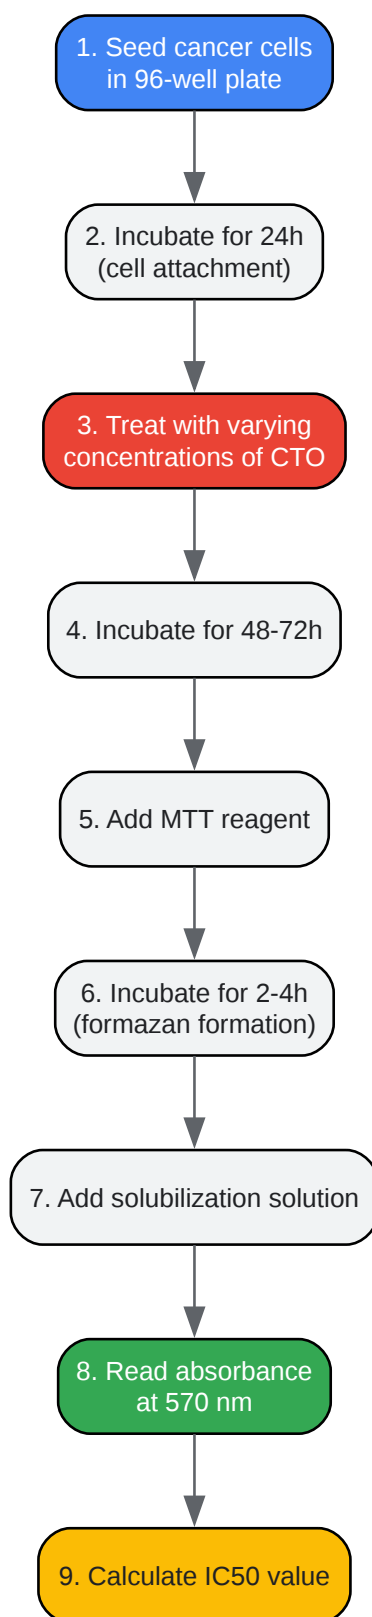 1. Seed cancer cells
in 96-well plate
2. Incubate for 24h
(cell attachment)
3. Treat with varying
concentrations of CTO
4. Incubate for 48-72h
5. Add MTT reagent
6. Incubate for 2-4h
(formazan formation)
7. Add solubilization solution
8. Read absorbance
at 570 nm
9. Calculate IC50 value